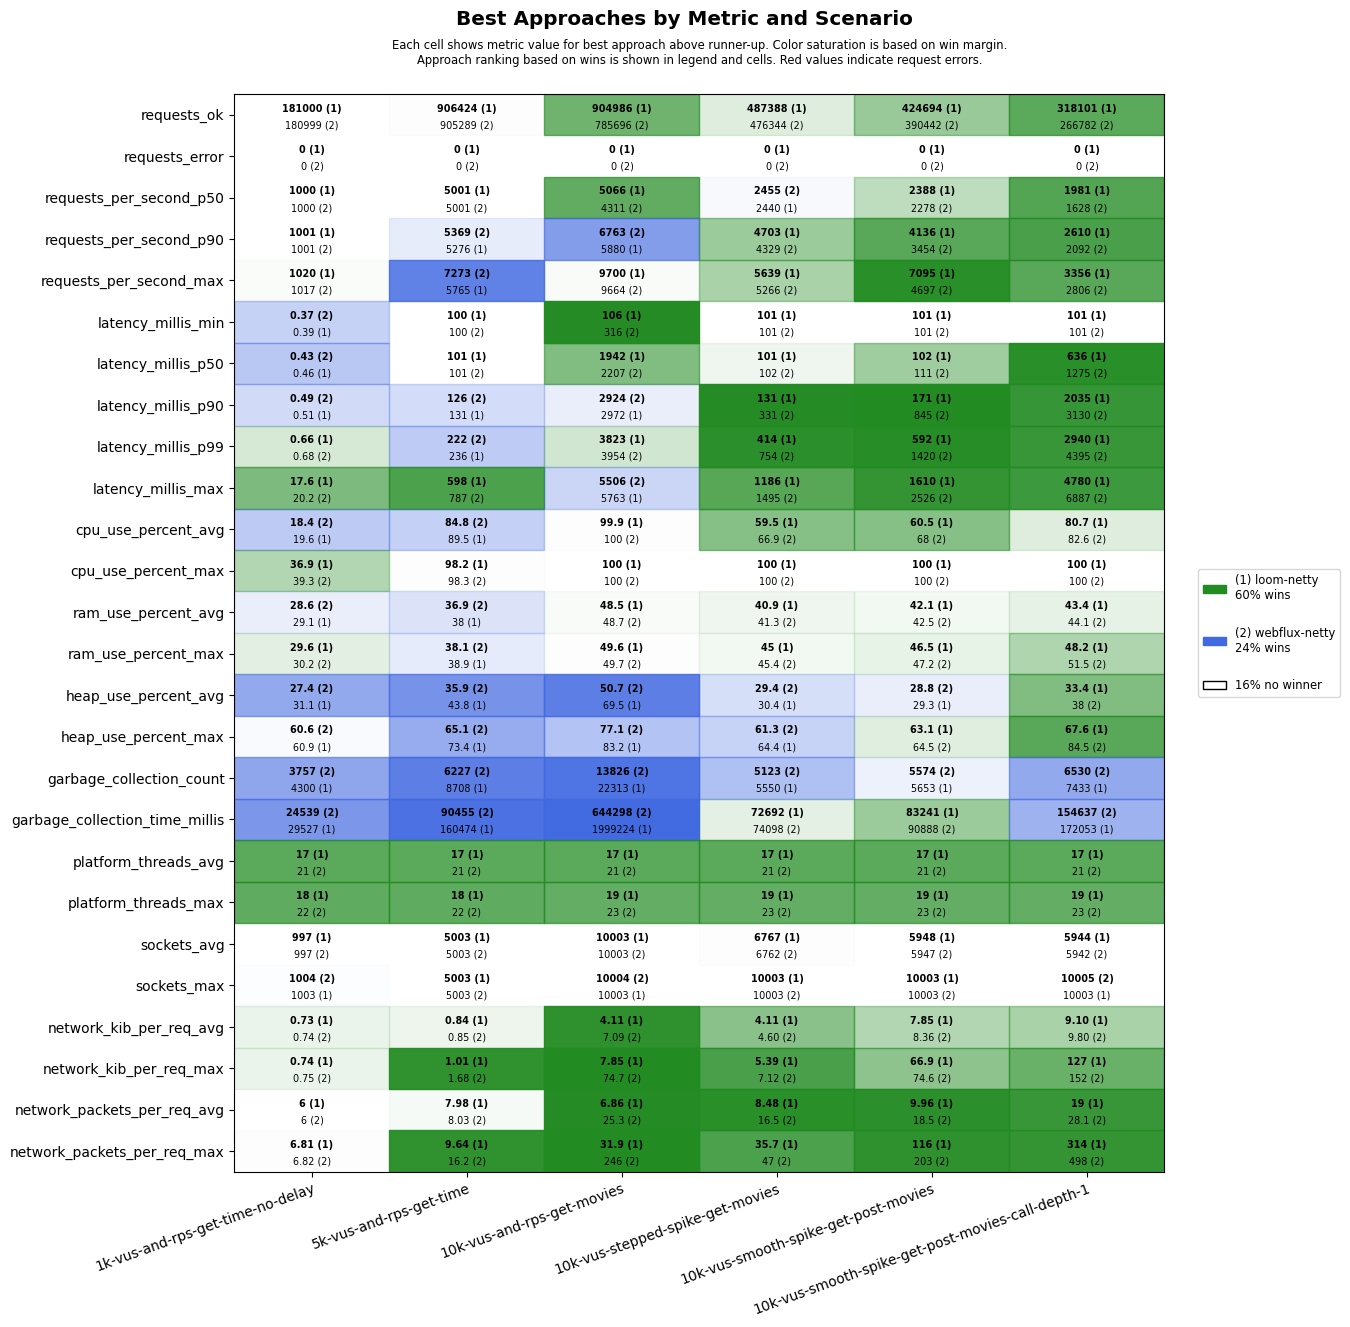 Best Approaches by Metric and Scenario
Each cell shows metric value for best approach above runner-up. Color saturation is based on win margin.
Approach ranking based on wins is shown in legend and cells. Red values indicate request errors.
requests_ok
181000 (1) 906424 (1) 904986 (1) 487388 (1) 424694 (1) 318101 (1)
180999 (2) 905289 (2) 785696 (2) 476344 (2) 390442 (2) 266782 (2)
requests_error
0 (1) 0 (1) 0 (1) 0 (1) 0 (1) 0 (1)
0 (2) 0 (2) 0 (2) 0 (2) 0 (2) 0 (2)
requests_per_second_p50
1000 (1) 5001 (1) 5066 (1) 2455 (2) 2388 (1) 1981 (1)
1000 (2) 5001 (2) 4311 (2) 2440 (1) 2278 (2) 1628 (2)
requests_per_second_p90
1001 (1) 5369 (2) 6763 (2) 4703 (1) 4136 (1) 2610 (1)
1001 (2) 5276 (1) 5880 (1) 4329 (2) 3454 (2) 2092 (2)
requests_per_second_max
1020 (1) 7273 (2) 9700 (1) 5639 (1) 7095 (1) 3356 (1)
1017 (2) 5765 (1) 9664 (2) 5266 (2) 4697 (2) 2806 (2)
latency_millis_min
0.37 (2) 100 (1) 106 (1) 101 (1) 101 (1) 101 (1)
0.39 (1) 100 (2) 316 (2) 101 (2) 101 (2) 101 (2)
latency_millis_p50
0.43 (2) 101 (1) 1942 (1) 101 (1) 102 (1) 636 (1)
0.46 (1) 101 (2) 2207 (2) 102 (2) 111 (2) 1275 (2)
latency_millis_p90
0.49 (2) 126 (2) 2924 (2) 131 (1) 171 (1) 2035 (1)
0.51 (1) 131 (1) 2972 (1) 331 (2) 845 (2) 3130 (2)
latency_millis_p99
0.66 (1) 222 (2) 3823 (1) 414 (1) 592 (1) 2940 (1)
0.68 (2) 236 (1) 3954 (2) 754 (2) 1420 (2) 4395 (2)
latency_millis_max
17.6 (1) 598 (1) 5506 (2) 1186 (1) 1610 (1) 4780 (1)
20.2 (2) 787 (2) 5763 (1) 1495 (2) 2526 (2) 6887 (2)
cpu_use_percent_avg
18.4 (2) 84.8 (2) 99.9 (1) 59.5 (1) 60.5 (1) 80.7 (1)
19.6 (1) 89.5 (1) 100 (2) 66.9 (2) 68 (2) 82.6 (2)
cpu_use_percent_max
36.9 (1) 98.2 (1) 100 (1) 100 (1) 100 (1) 100 (1)
39.3 (2) 98.3 (2) 100 (2) 100 (2) 100 (2) 100 (2)
ram_use_percent_avg
28.6 (2) 36.9 (2) 48.5 (1) 40.9 (1) 42.1 (1) 43.4 (1)
29.1 (1) 38 (1) 48.7 (2) 41.3 (2) 42.5 (2) 44.1 (2)
ram_use_percent_max
29.6 (1) 38.1 (2) 49.6 (1) 45 (1) 46.5 (1) 48.2 (1)
30.2 (2) 38.9 (1) 49.7 (2) 45.4 (2) 47.2 (2) 51.5 (2)
heap_use_percent_avg
27.4 (2) 35.9 (2) 50.7 (2) 29.4 (2) 28.8 (2) 33.4 (1)
31.1 (1) 43.8 (1) 69.5 (1) 30.4 (1) 29.3 (1) 38 (2)
heap_use_percent_max
60.6 (2) 65.1 (2) 77.1 (2) 61.3 (2) 63.1 (1) 67.6 (1)
60.9 (1) 73.4 (1) 83.2 (1) 64.4 (1) 64.5 (2) 84.5 (2)
garbage_collection_count
3757 (2) 6227 (2) 13826 (2) 5123 (2) 5574 (2) 6530 (2)
4300 (1) 8708 (1) 22313 (1) 5550 (1) 5653 (1) 7433 (1)
garbage_collection_time_millis
24539 (2) 90455 (2) 644298 (2) 72692 (1) 83241 (1) 154637 (2)
29527 (1) 160474 (1) 1999224 (1) 74098 (2) 90888 (2) 172053 (1)
platform_threads_avg
17 (1) 17 (1) 17 (1) 17 (1) 17 (1) 17 (1)
21 (2) 21 (2) 21 (2) 21 (2) 21 (2) 21 (2)
platform_threads_max
18 (1) 18 (1) 19 (1) 19 (1) 19 (1) 19 (1)
22 (2) 22 (2) 23 (2) 23 (2) 23 (2) 23 (2)
sockets_avg
997 (1) 5003 (1) 10003 (1) 6767 (1) 5948 (1) 5944 (1)
997 (2) 5003 (2) 10003 (2) 6762 (2) 5947 (2) 5942 (2)
sockets_max
1004 (2) 5003 (1) 10004 (2) 10003 (1) 10003 (1) 10005 (2)
1003 (1) 5003 (2) 10003 (1) 10003 (2) 10003 (2) 10003 (1)
network_kib_per_req_avg
0.73 (1) 0.84 (1) 4.11 (1) 4.11 (1) 7.85 (1) 9.10 (1)
0.74 (2) 0.85 (2) 7.09 (2) 4.60 (2) 8.36 (2) 9.80 (2)
network_kib_per_req_max
0.74 (1) 1.01 (1) 7.85 (1) 5.39 (1) 66.9 (1) 127 (1)
0.75 (2) 1.68 (2) 74.7 (2) 7.12 (2) 74.6 (2) 152 (2)
network_packets_per_req_avg
6 (1) 7.98 (1) 6.86 (1) 8.48 (1) 9.96 (1) 19 (1)
6 (2) 8.03 (2) 25.3 (2) 16.5 (2) 18.5 (2) 28.1 (2)
network_packets_per_req_max
6.81 (1) 9.64 (1) 31.9 (1) 35.7 (1) 116 (1) 314 (1)
6.82 (2) 16.2 (2) 246 (2) 47 (2) 203 (2) 498 (2)
1k-vus-and-rps-get-time-no-delay
5k-vus-and-rps-get-time
10k-vus-and-rps-get-movies
10k-vus-stepped-spike-get-movies
10k-vus-smooth-spike-get-post-movies
10k-vus-smooth-spike-get-post-movies-call-depth-1
(1) loom-netty
60% wins
(2) webflux-netty
24% wins
16% no winner